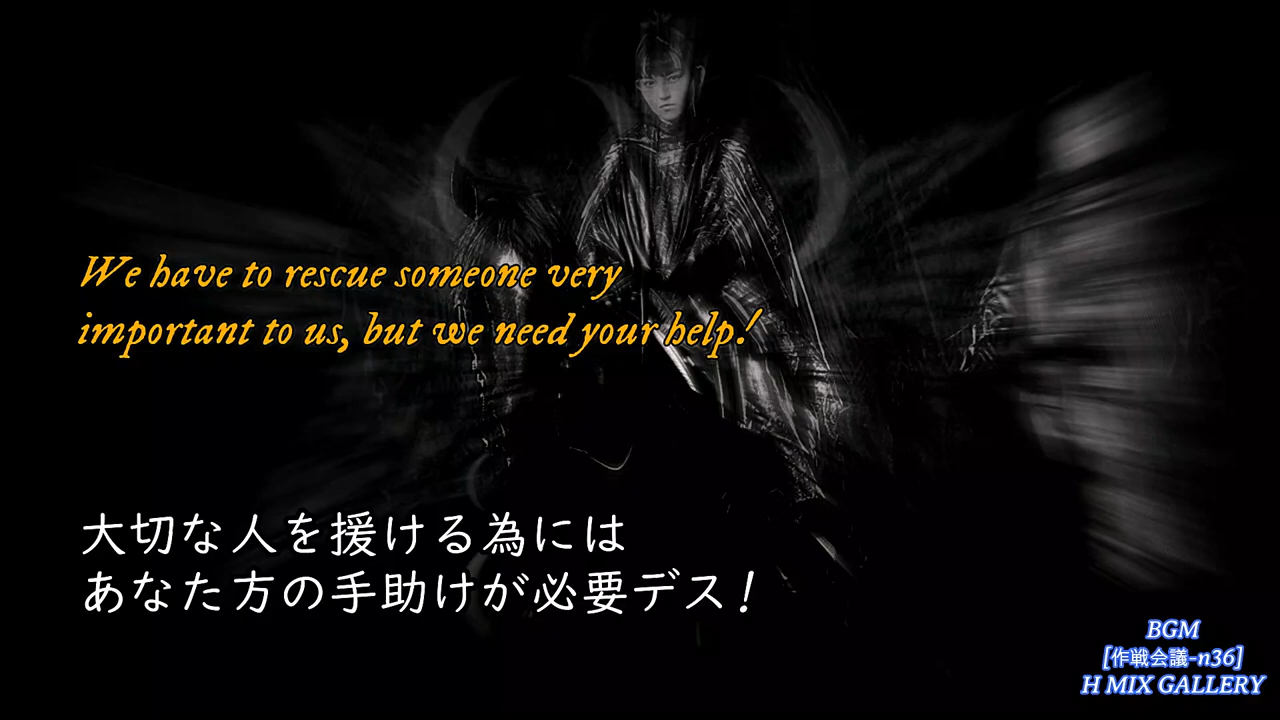 We have to rescue someone very
important to us, but we need your help!
大切な人を援ける為には
あなた方の手助けが必要デス！
BGM
[作戦会議-n36]
H MIX GALLERY